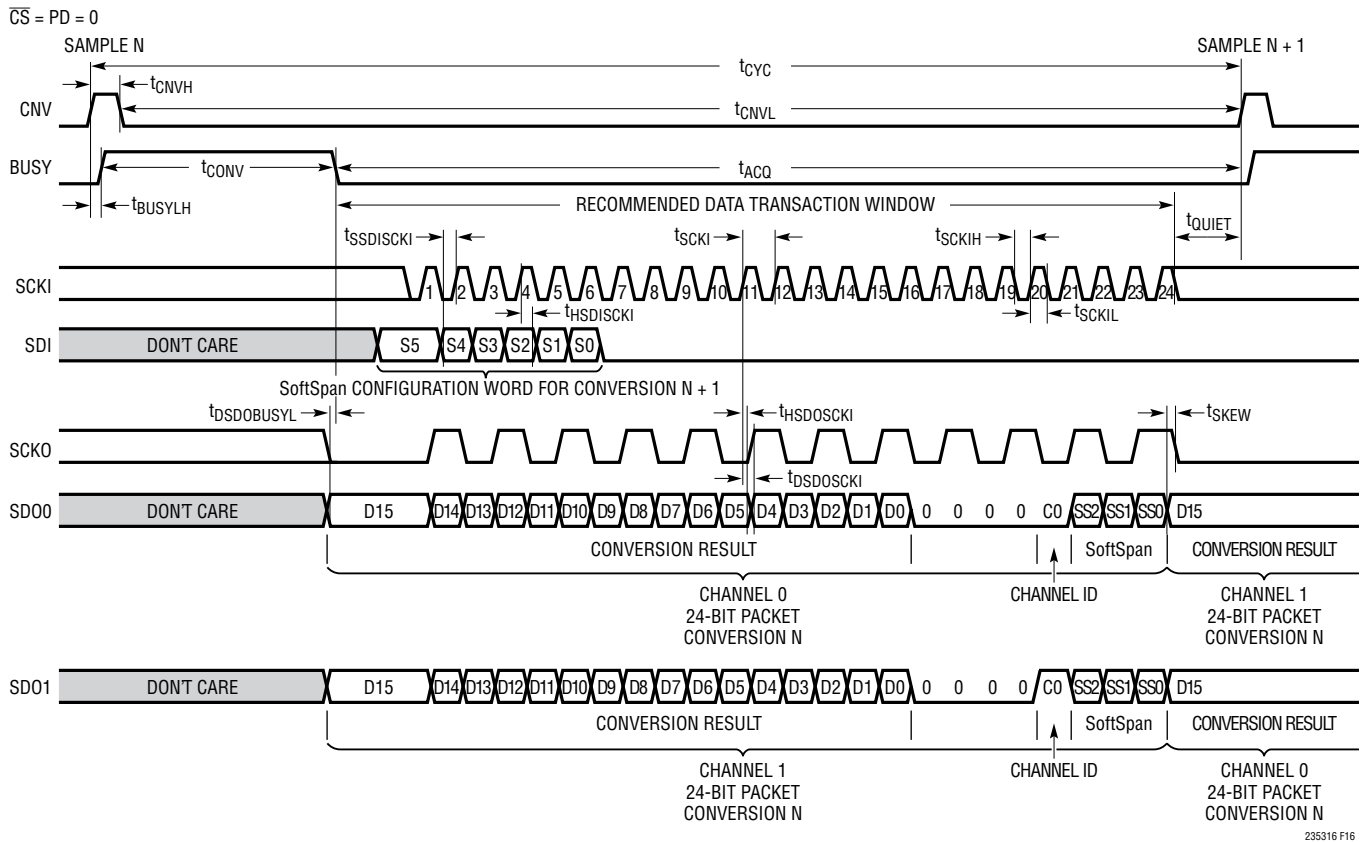 CS = PD = 0
SAMPLE N
SAMPLE N + 1
tCYC
tCNVH
CNV
tCNVL
BUSY
tCONV
tACQ
tBUSYLH
RECOMMENDED DATA TRANSACTION WINDOW
tQUIET
tSSDISCKI
tSCKI
tSCKIH
SCKI
1 2 3 4 5 6 7 8 9 10 11 12 13 14 15 16 17 18 19 20 21 22 23 24
tHSDISCKI
tSCKIL
SDI
DON'T CARE
S5 S4 S3 S2 S1 S0
SoftSpan CONFIGURATION WORD FOR CONVERSION N + 1
tDSDOBUSYL
tHSDOSCKI
tSKEW
SCKO
tDSDOSCKI
SDO0
DON'T CARE
D15 D14 D13 D12 D11 D10 D9 D8 D7 D6 D5 D4 D3 D2 D1 D0 0 0 0 0 C0 SS2 SS1 SS0 D15
CONVERSION RESULT
SoftSpan
CONVERSION RESULT
CHANNEL 0
24-BIT PACKET
CONVERSION N
CHANNEL ID
CHANNEL 1
24-BIT PACKET
CONVERSION N
SDO1
DON'T CARE
D15 D14 D13 D12 D11 D10 D9 D8 D7 D6 D5 D4 D3 D2 D1 D0 0 0 0 0 C0 SS2 SS1 SS0 D15
CONVERSION RESULT
SoftSpan
CONVERSION RESULT
CHANNEL 1
24-BIT PACKET
CONVERSION N
CHANNEL ID
CHANNEL 0
24-BIT PACKET
CONVERSION N
235316 F16